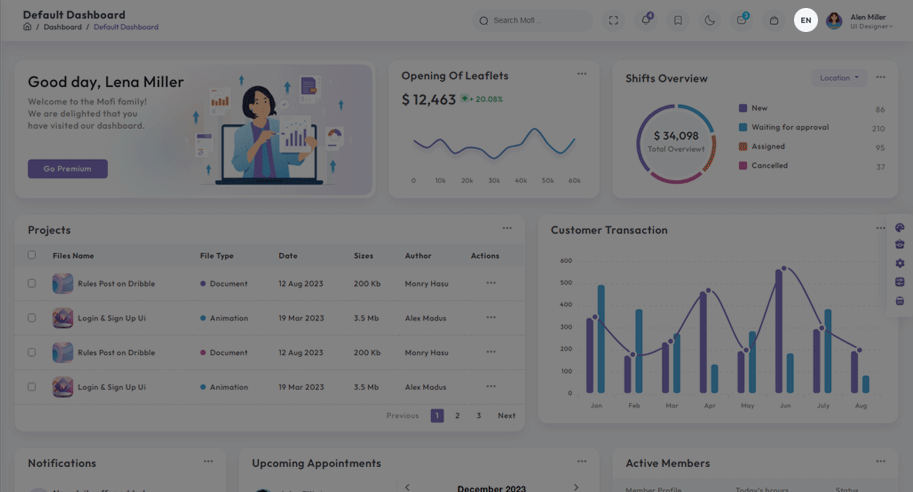 Default Dashboard
/ Dashboard / Default Dashboard
Search Mofi ..
4
3
EN
Alen Miller
UI Designer
Good day, Lena Miller
Welcome to the Mofi family!
We are delighted that you
have visited our dashboard.
Go Premium
Opening Of Leaflets
$ 12,463 + 20.08%
0 10k 20k 30k 40k 50k 60k
Shifts Overview
Location
$ 34,098
Total Overview↑
New 86
Waiting for approval 210
Assigned 95
Cancelled 37
Projects
Files Name File Type Date Sizes Author Actions
Rules Post on Dribble Document 12 Aug 2023 200 Kb Monry Hasu
Login & Sign Up Ui Animation 19 Mar 2023 3.5 Mb Alex Madus
Rules Post on Dribble Document 12 Aug 2023 200 Kb Monry Hasu
Login & Sign Up Ui Animation 19 Mar 2023 3.5 Mb Alex Madus
Previous 1 2 3 Next
Customer Transaction
600
500
400
300
200
100
0
Jan Feb Mar Apr May Jun July Aug
Notifications
Upcoming Appointments
December 2023
Active Members
Member Profile Today's hours Status